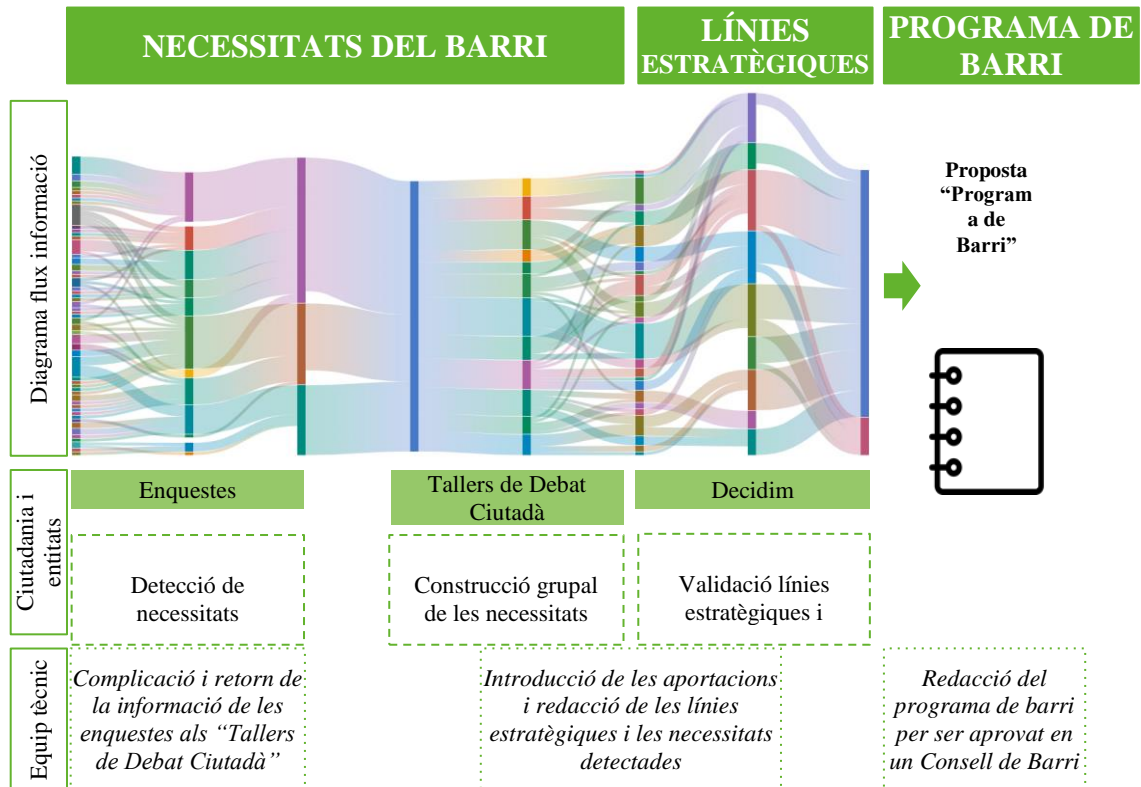 NECESSITATS DEL BARRI
LÍNIES
ESTRATÈGIQUES
PROGRAMA DE
BARRI
Diagrama flux informació
Proposta
“Program
a de
Barri”
Ciutadania i
entitats
Enquestes
Tallers de Debat
Ciutadà
Decidim
Detecció de
necessitats
Construcció grupal
de les necessitats
Validació línies
estratègiques i
Equip tècnic
Complicació i retorn de
la informació de les
enquestes als “Tallers
de Debat Ciutadà”
Introducció de les aportacions
i redacció de les línies
estratègiques i les necessitats
detectades
Redacció del
programa de barri
per ser aprovat en
un Consell de Barri